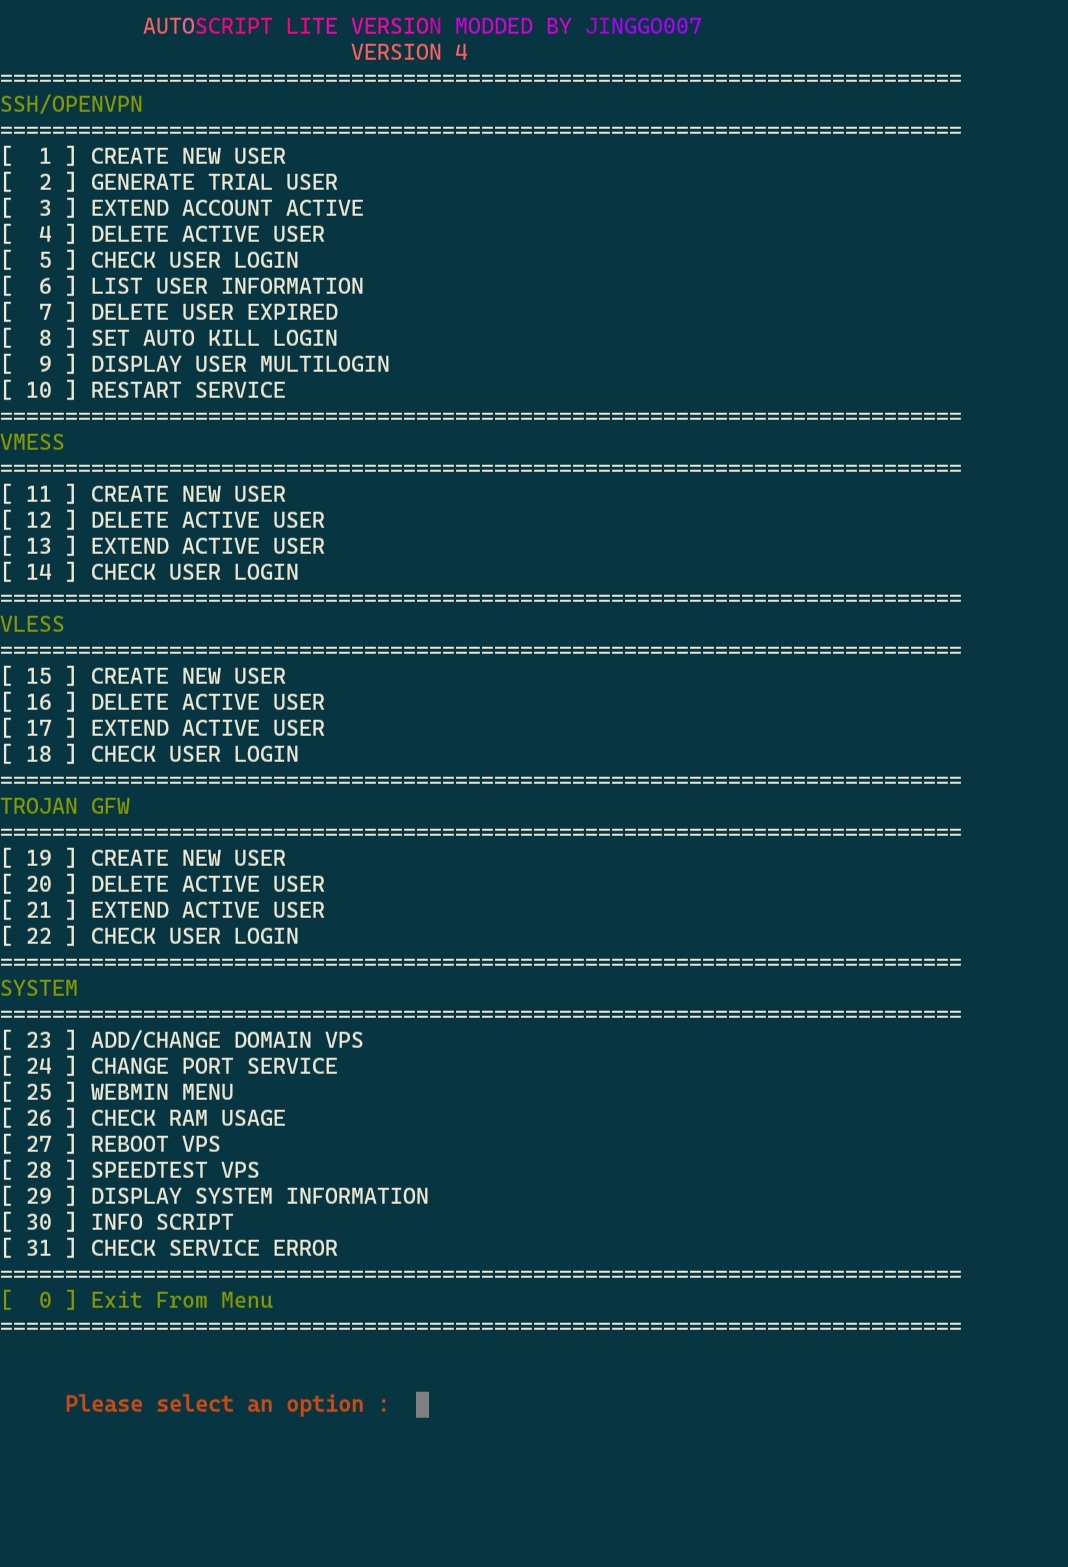 AUTOSCRIPT LITE VERSION MODDED BY JINGGO007
VERSION 4
==========================================================================
SSH/OPENVPN
==========================================================================
[  1 ] CREATE NEW USER
[  2 ] GENERATE TRIAL USER
[  3 ] EXTEND ACCOUNT ACTIVE
[  4 ] DELETE ACTIVE USER
[  5 ] CHECK USER LOGIN
[  6 ] LIST USER INFORMATION
[  7 ] DELETE USER EXPIRED
[  8 ] SET AUTO KILL LOGIN
[  9 ] DISPLAY USER MULTILOGIN
[ 10 ] RESTART SERVICE
==========================================================================
VMESS
==========================================================================
[ 11 ] CREATE NEW USER
[ 12 ] DELETE ACTIVE USER
[ 13 ] EXTEND ACTIVE USER
[ 14 ] CHECK USER LOGIN
==========================================================================
VLESS
==========================================================================
[ 15 ] CREATE NEW USER
[ 16 ] DELETE ACTIVE USER
[ 17 ] EXTEND ACTIVE USER
[ 18 ] CHECK USER LOGIN
==========================================================================
TROJAN GFW
==========================================================================
[ 19 ] CREATE NEW USER
[ 20 ] DELETE ACTIVE USER
[ 21 ] EXTEND ACTIVE USER
[ 22 ] CHECK USER LOGIN
==========================================================================
SYSTEM
==========================================================================
[ 23 ] ADD/CHANGE DOMAIN VPS
[ 24 ] CHANGE PORT SERVICE
[ 25 ] WEBMIN MENU
[ 26 ] CHECK RAM USAGE
[ 27 ] REBOOT VPS
[ 28 ] SPEEDTEST VPS
[ 29 ] DISPLAY SYSTEM INFORMATION
[ 30 ] INFO SCRIPT
[ 31 ] CHECK SERVICE ERROR
==========================================================================
[  0 ] Exit From Menu
==========================================================================
Please select an option :